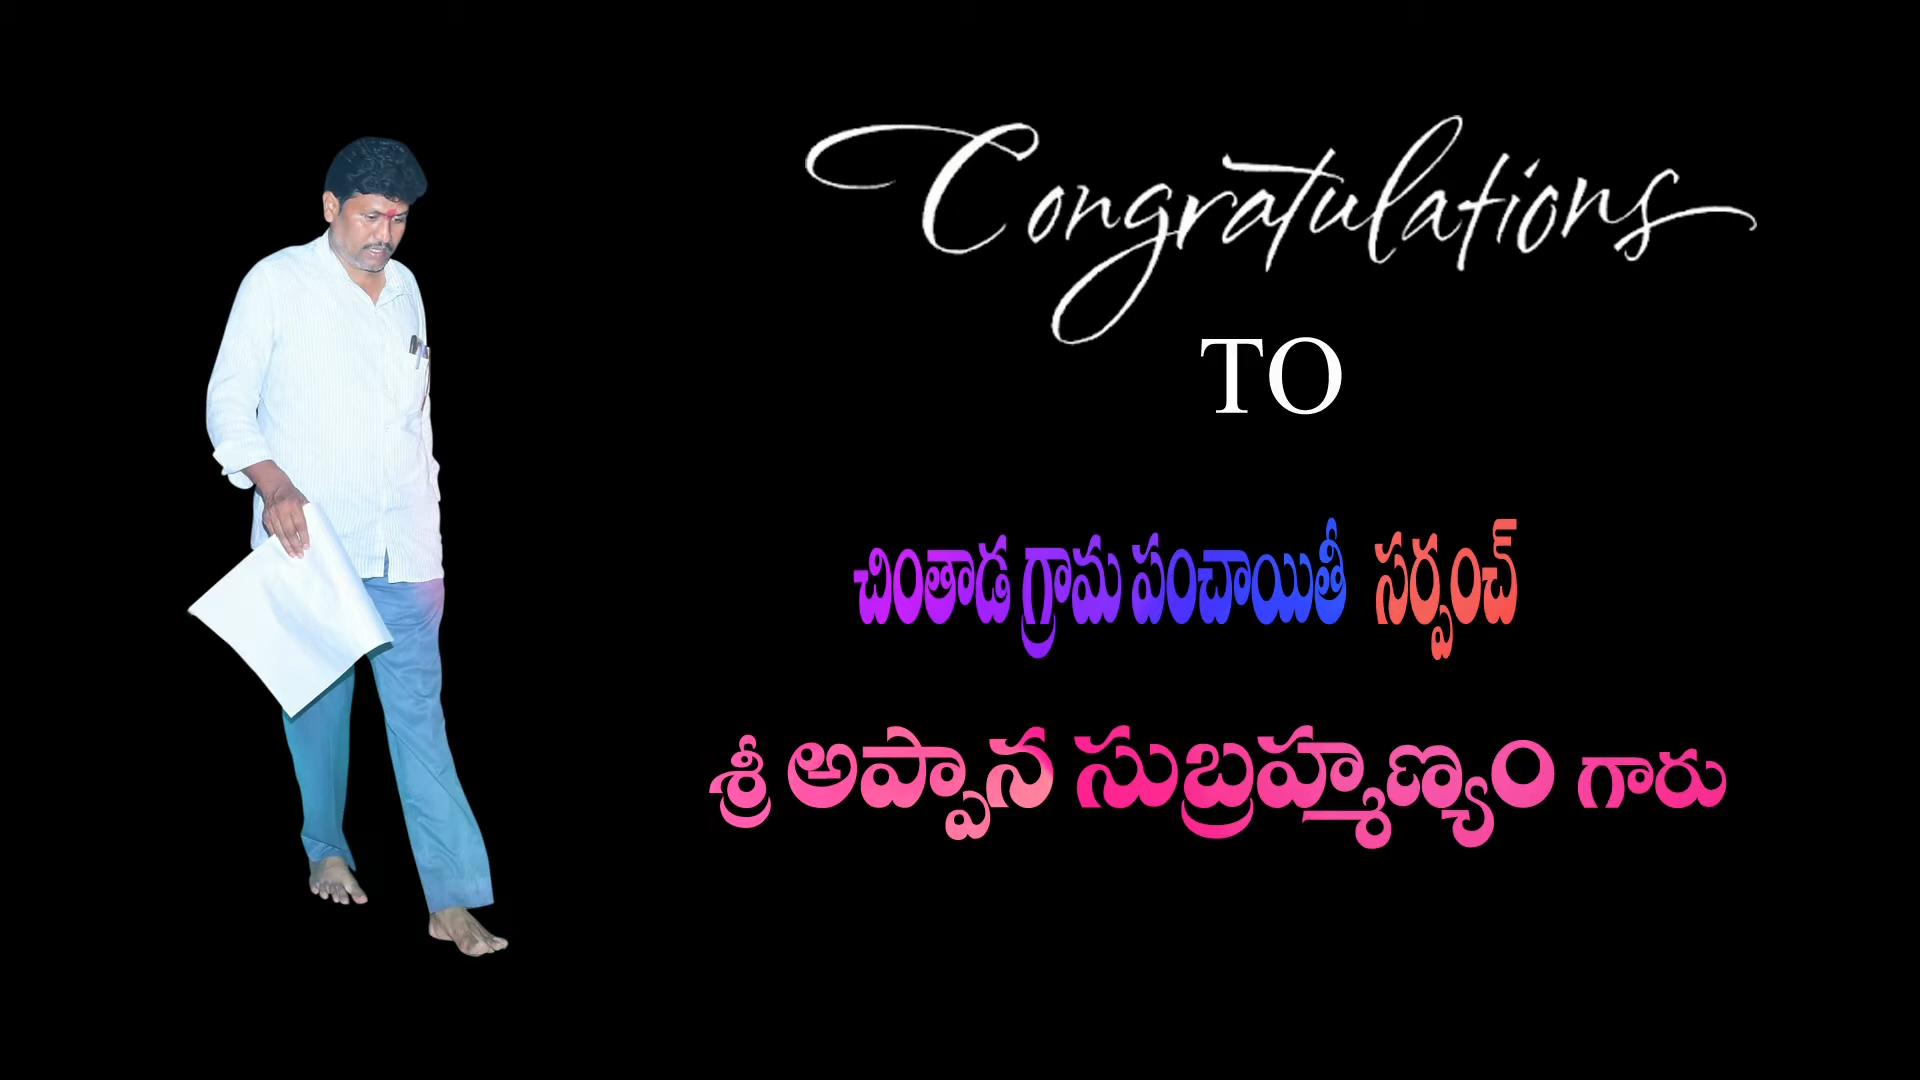 Congratulations
TO
చింతాడ గ్రామ పంచాయితీ సర్పంచ్
శ్రీ అప్పాన సుబ్రహ్మణ్యం గారు